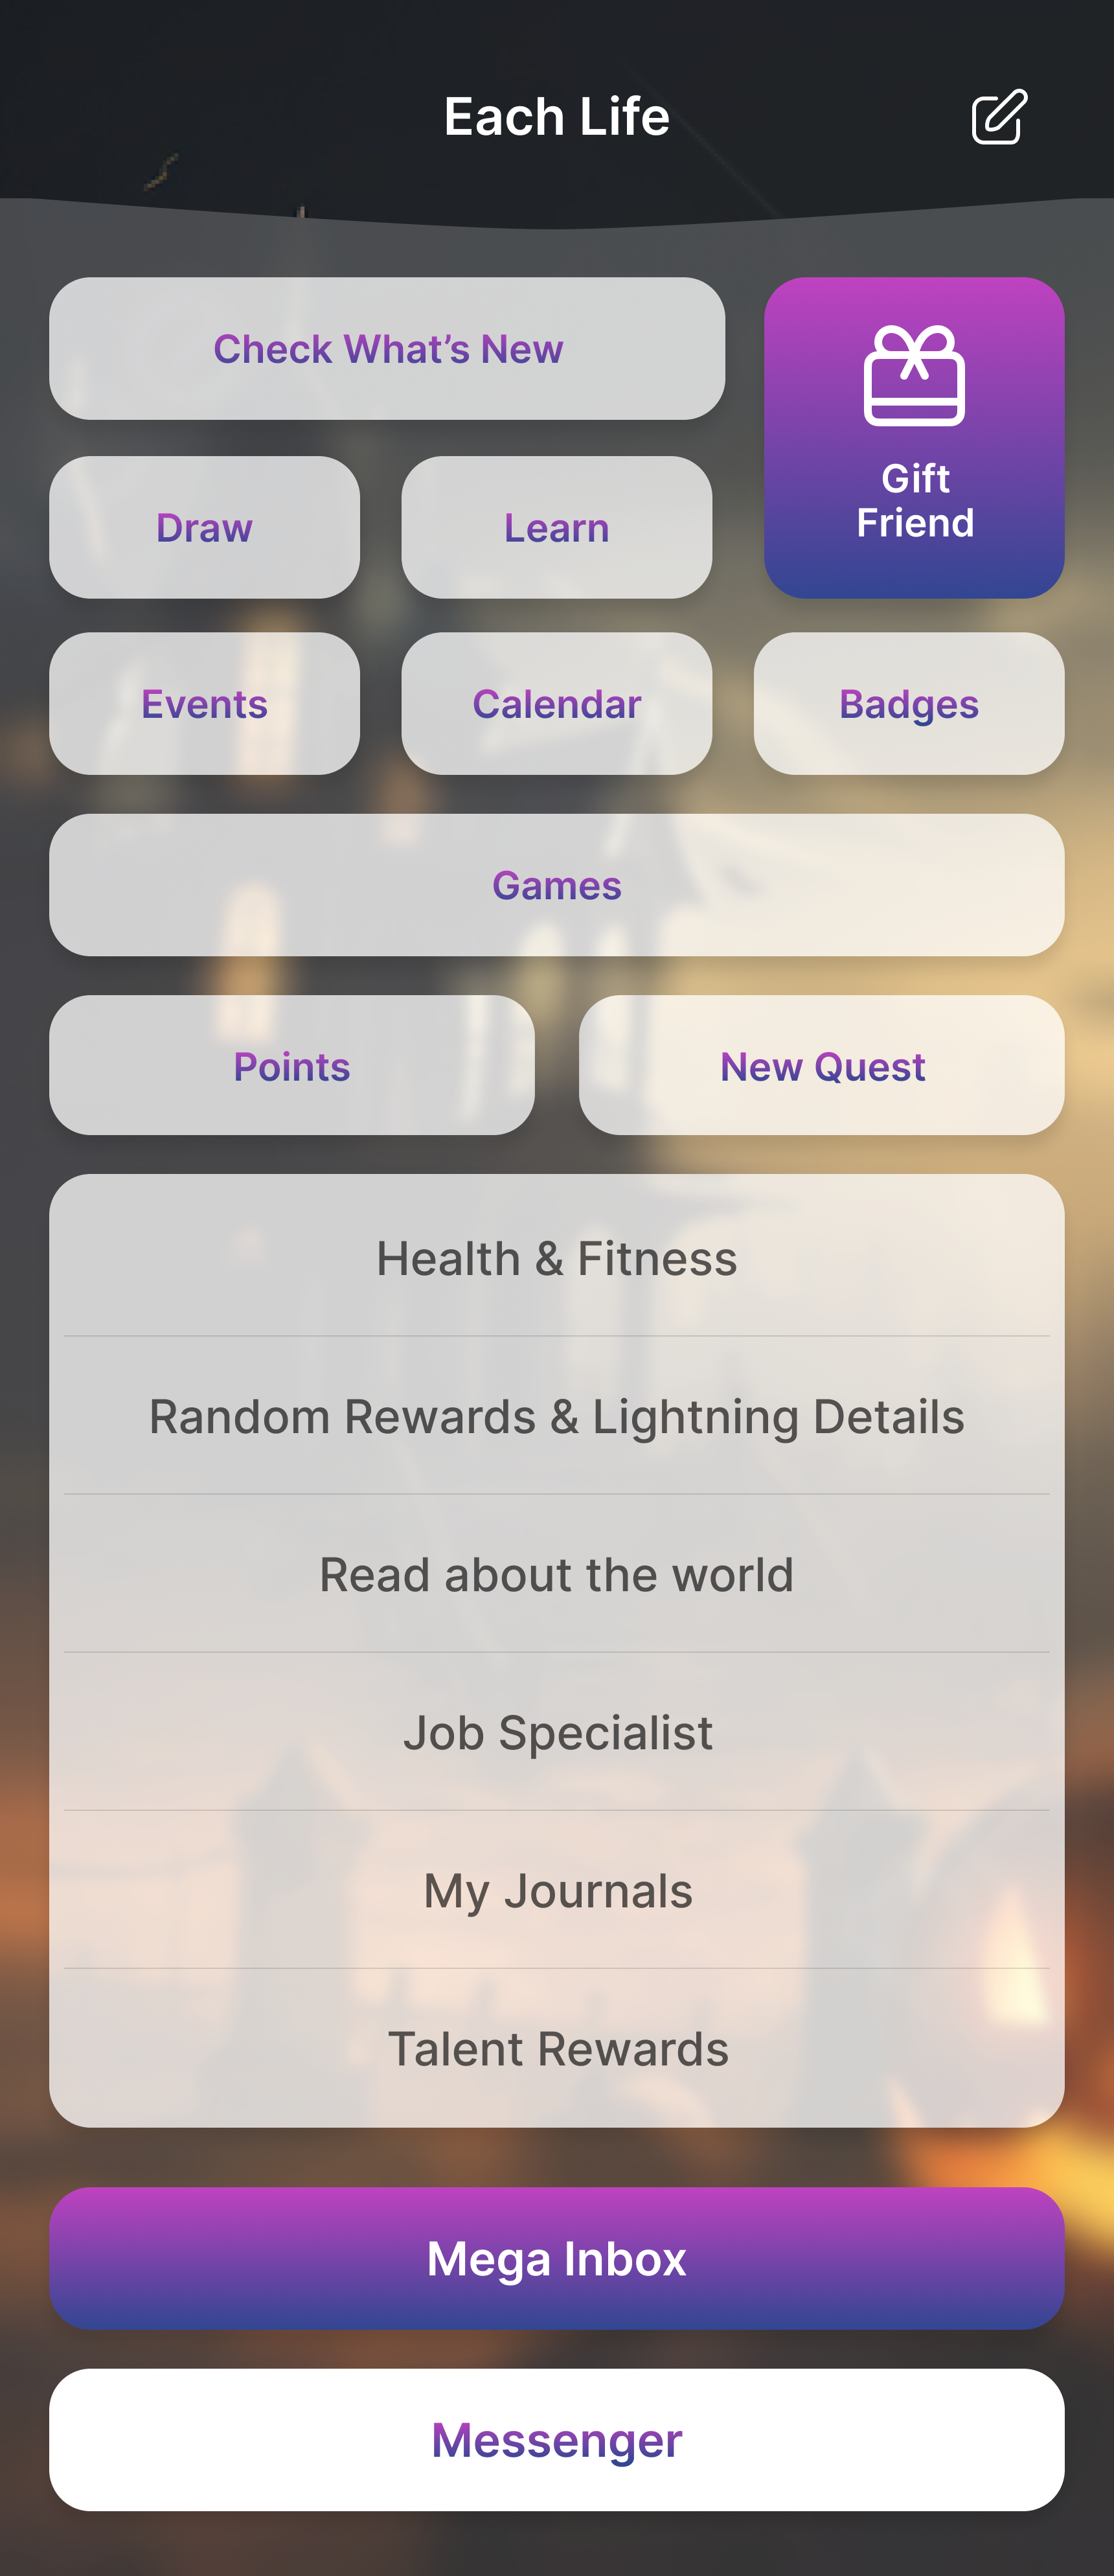 Each Life
Check What’s New
Gift
Friend
Draw
Learn
Events
Calendar
Badges
Games
Points
New Quest
Health & Fitness
Random Rewards & Lightning Details
Read about the world
Job Specialist
My Journals
Talent Rewards
Mega Inbox
Messenger